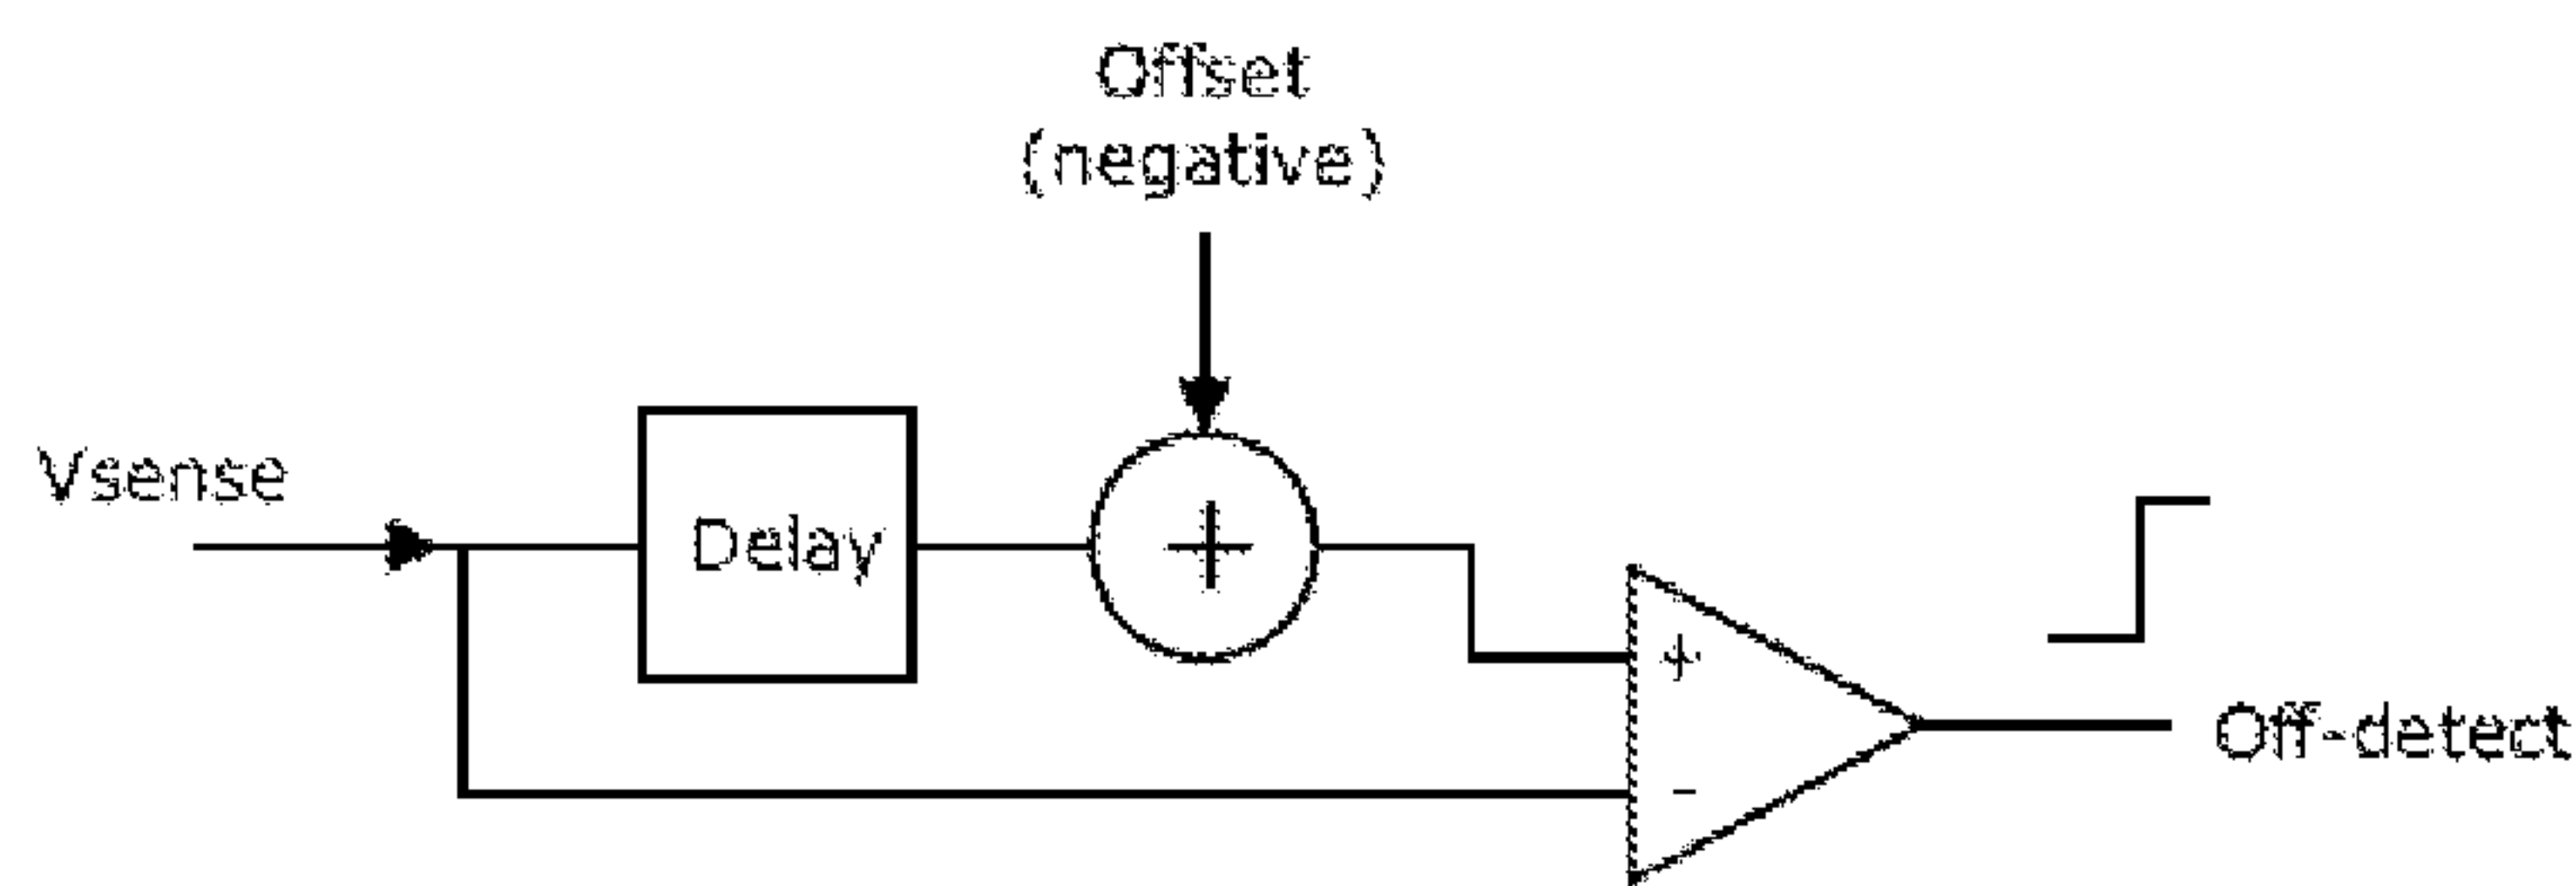 Offset
(negative)
Vsense
Delay
+
+
-
Off-detect